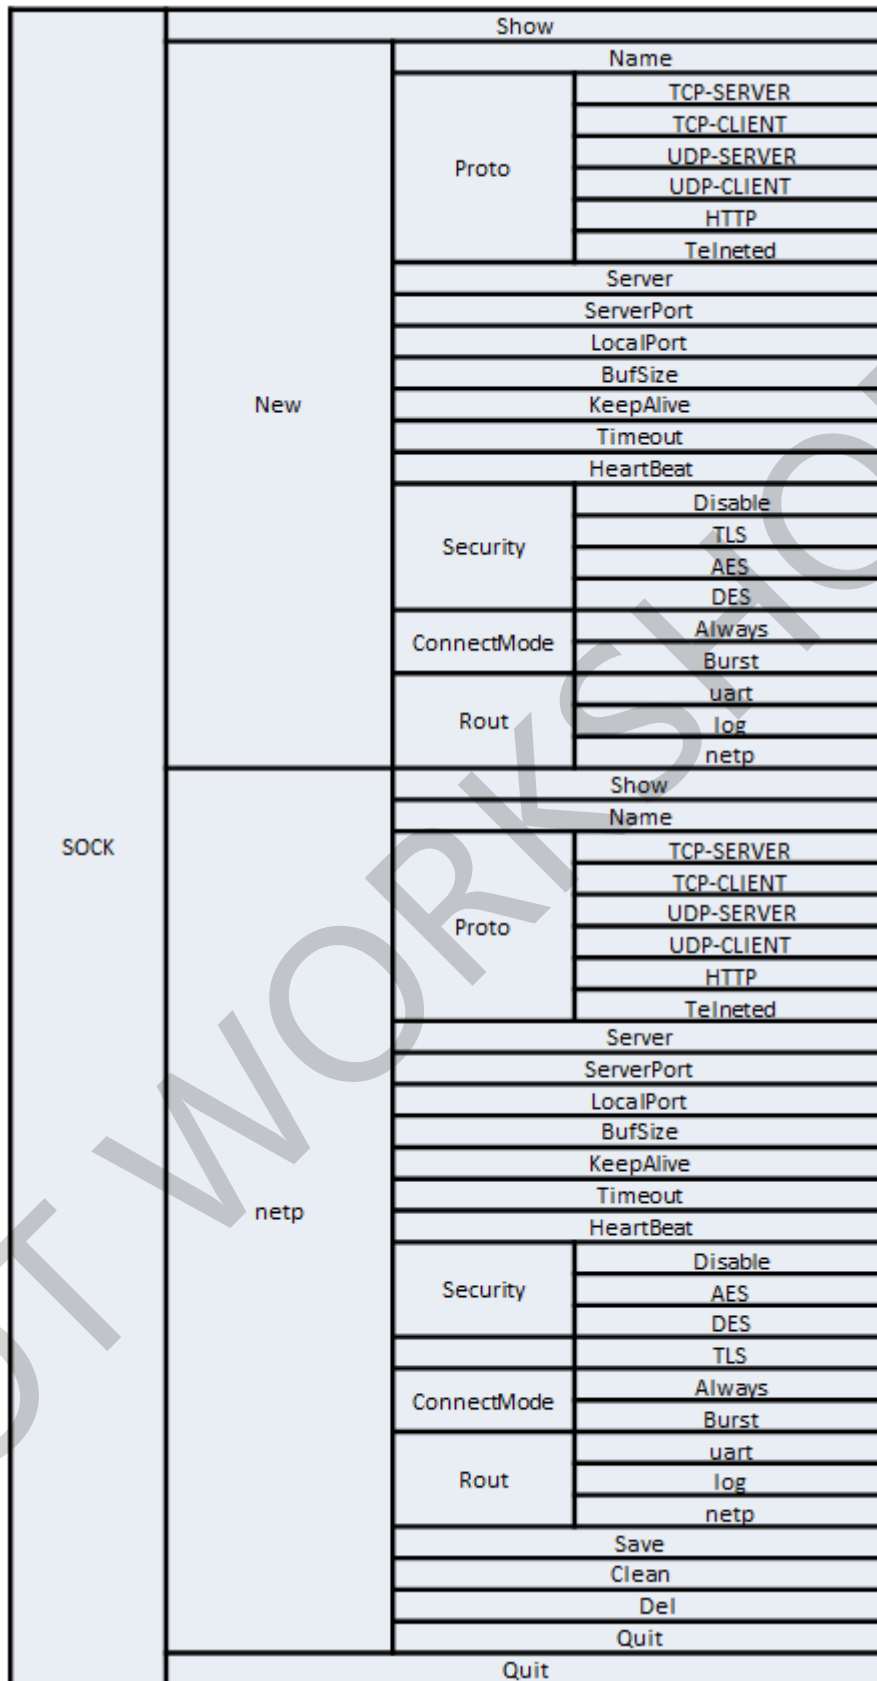 Show
New
Name
Proto
TCP-SERVER
TCP-CLIENT
UDP-SERVER
UDP-CLIENT
HTTP
Telneted
Server
ServerPort
LocalPort
BufSize
KeepAlive
Timeout
HeartBeat
Security
Disable
TLS
AES
DES
ConnectMode
Always
Burst
Rout
uart
log
netp
SOCK
netp
Show
Name
Proto
TCP-SERVER
TCP-CLIENT
UDP-SERVER
UDP-CLIENT
HTTP
Telneted
Server
ServerPort
LocalPort
BufSize
KeepAlive
Timeout
HeartBeat
Security
Disable
AES
DES
TLS
ConnectMode
Always
Burst
Rout
uart
log
netp
Save
Clean
Del
Quit
Quit
OT WORKSHOP